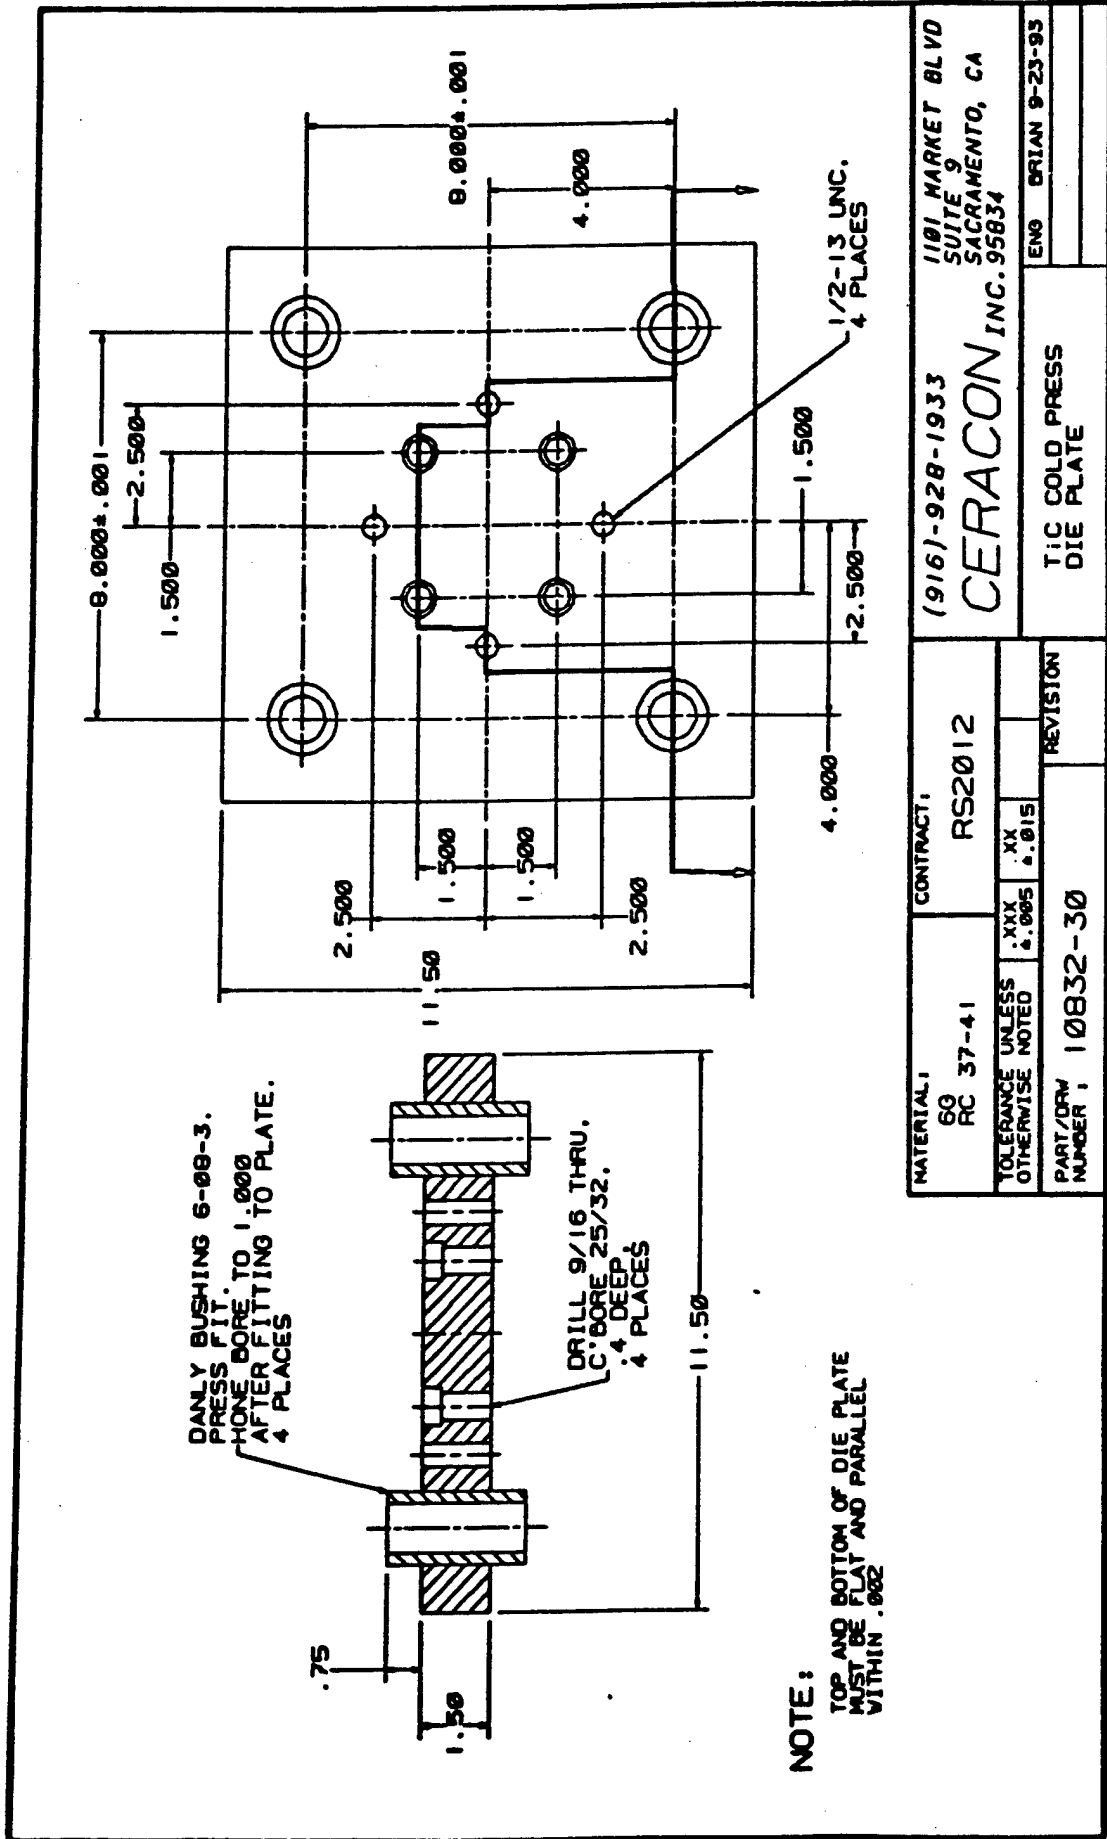 DANLY BUSHING 6-08-3.
PRESS FIT.
HONE BORE TO 1.000
AFTER FITTING TO PLATE.
4 PLACES
.75
1.50
DRILL 9/16 THRU.
C'BORE 25/32.
.4 DEEP.
4 PLACES
11.50
NOTE:
TOP AND BOTTOM OF DIE PLATE
MUST BE FLAT AND PARALLEL
WITHIN .002
8.000±.001
2.500
1.500
8.000±.001
4.000
11.50
2.500
1.500
1.500
2.500
1/2-13 UNC.
4 PLACES
1.500
2.500
4.000
MATERIAL:
6G
RC 37-41
CONTRACT:
RS2012
TOLERANCE UNLESS
OTHERWISE NOTED
.XXX
±.005
.XX
±.015
PART/DRW
NUMBER : 10832-30
REVISION
(916)-928-1933
1101 MARKET BLVD
SUITE 9
SACRAMENTO, CA
CERACON INC. 95834
TiC COLD PRESS
DIE PLATE
ENG BRIAN 9-23-93